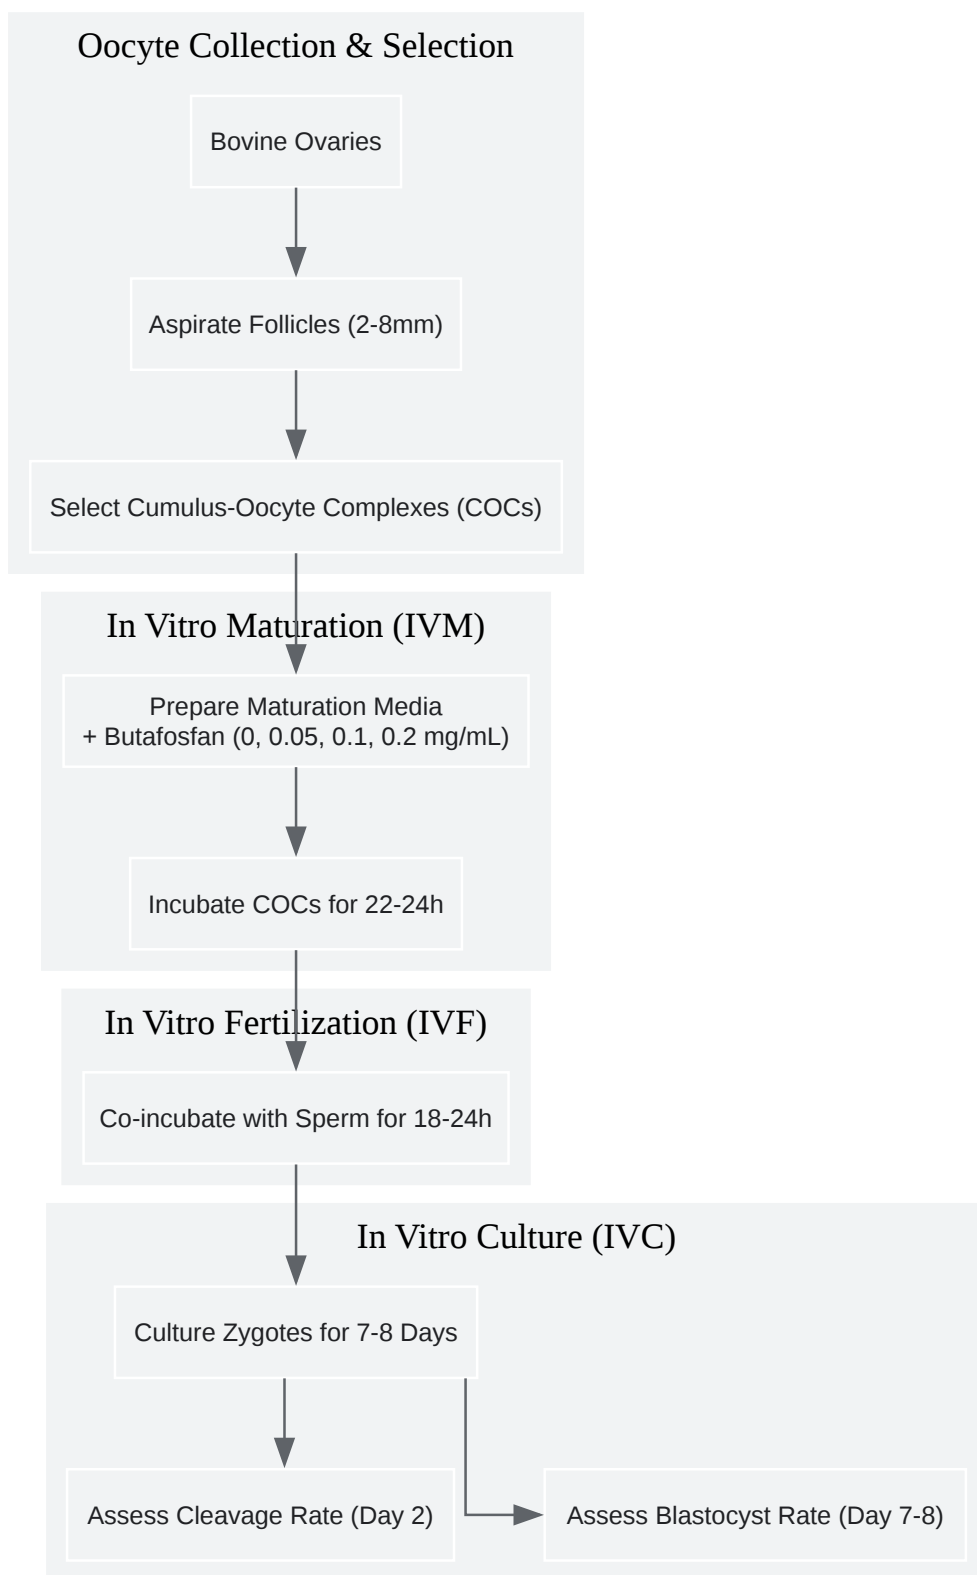 Oocyte Collection & Selection
Bovine Ovaries
Aspirate Follicles (2-8mm)
Select Cumulus-Oocyte Complexes (COCs)
In Vitro Maturation (IVM)
Prepare Maturation Media
+ Butafosfan (0, 0.05, 0.1, 0.2 mg/mL)
Incubate COCs for 22-24h
In Vitro Fertilization (IVF)
Co-incubate with Sperm for 18-24h
In Vitro Culture (IVC)
Culture Zygotes for 7-8 Days
Assess Cleavage Rate (Day 2)
Assess Blastocyst Rate (Day 7-8)